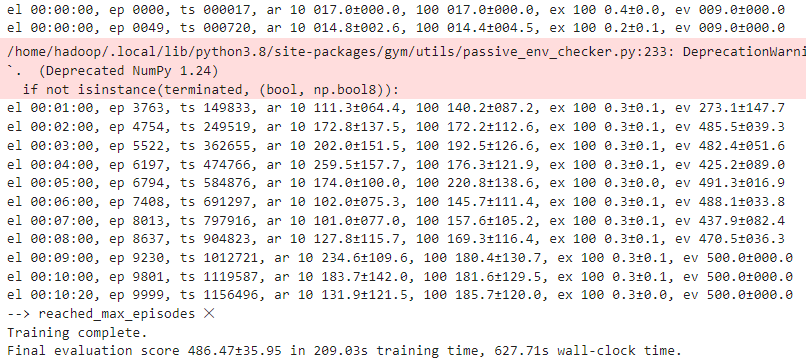 el 00:00:00, ep 0000, ts 000017, ar 10 017.0±000.0, 100 017.0±000.0, ex 100 0.4±0.0, ev 009.0±000.0
el 00:00:00, ep 0049, ts 000720, ar 10 014.8±002.6, 100 014.4±004.5, ex 100 0.2±0.1, ev 009.0±000.0
/home/hadoop/.local/lib/python3.8/site-packages/gym/utils/passive_env_checker.py:233: DeprecationWarni
`.  (Deprecated NumPy 1.24)
  if not isinstance(terminated, (bool, np.bool8)):
el 00:01:00, ep 3763, ts 149833, ar 10 111.3±064.4, 100 140.2±087.2, ex 100 0.3±0.1, ev 273.1±147.7
el 00:02:00, ep 4754, ts 249519, ar 10 172.8±137.5, 100 172.2±112.6, ex 100 0.3±0.1, ev 485.5±039.3
el 00:03:00, ep 5522, ts 362655, ar 10 202.0±151.5, 100 192.5±126.6, ex 100 0.3±0.1, ev 482.4±051.6
el 00:04:00, ep 6197, ts 474766, ar 10 259.5±157.7, 100 176.3±121.9, ex 100 0.3±0.1, ev 425.2±089.0
el 00:05:00, ep 6794, ts 584876, ar 10 174.0±100.0, 100 220.8±138.6, ex 100 0.3±0.0, ev 491.3±016.9
el 00:06:00, ep 7408, ts 691297, ar 10 102.0±075.3, 100 145.7±111.4, ex 100 0.3±0.1, ev 488.1±033.8
el 00:07:00, ep 8013, ts 797916, ar 10 101.0±077.0, 100 157.6±105.2, ex 100 0.3±0.1, ev 437.9±082.4
el 00:08:00, ep 8637, ts 904823, ar 10 127.8±115.7, 100 169.3±116.4, ex 100 0.3±0.1, ev 470.5±036.3
el 00:09:00, ep 9230, ts 1012721, ar 10 234.6±109.6, 100 180.4±130.7, ex 100 0.3±0.1, ev 500.0±000.0
el 00:10:00, ep 9801, ts 1119587, ar 10 183.7±142.0, 100 181.6±129.5, ex 100 0.3±0.1, ev 500.0±000.0
el 00:10:20, ep 9999, ts 1156496, ar 10 131.9±121.5, 100 185.7±120.0, ex 100 0.3±0.0, ev 500.0±000.0
--> reached_max_episodes ✕
Training complete.
Final evaluation score 486.47±35.95 in 209.03s training time, 627.71s wall-clock time.